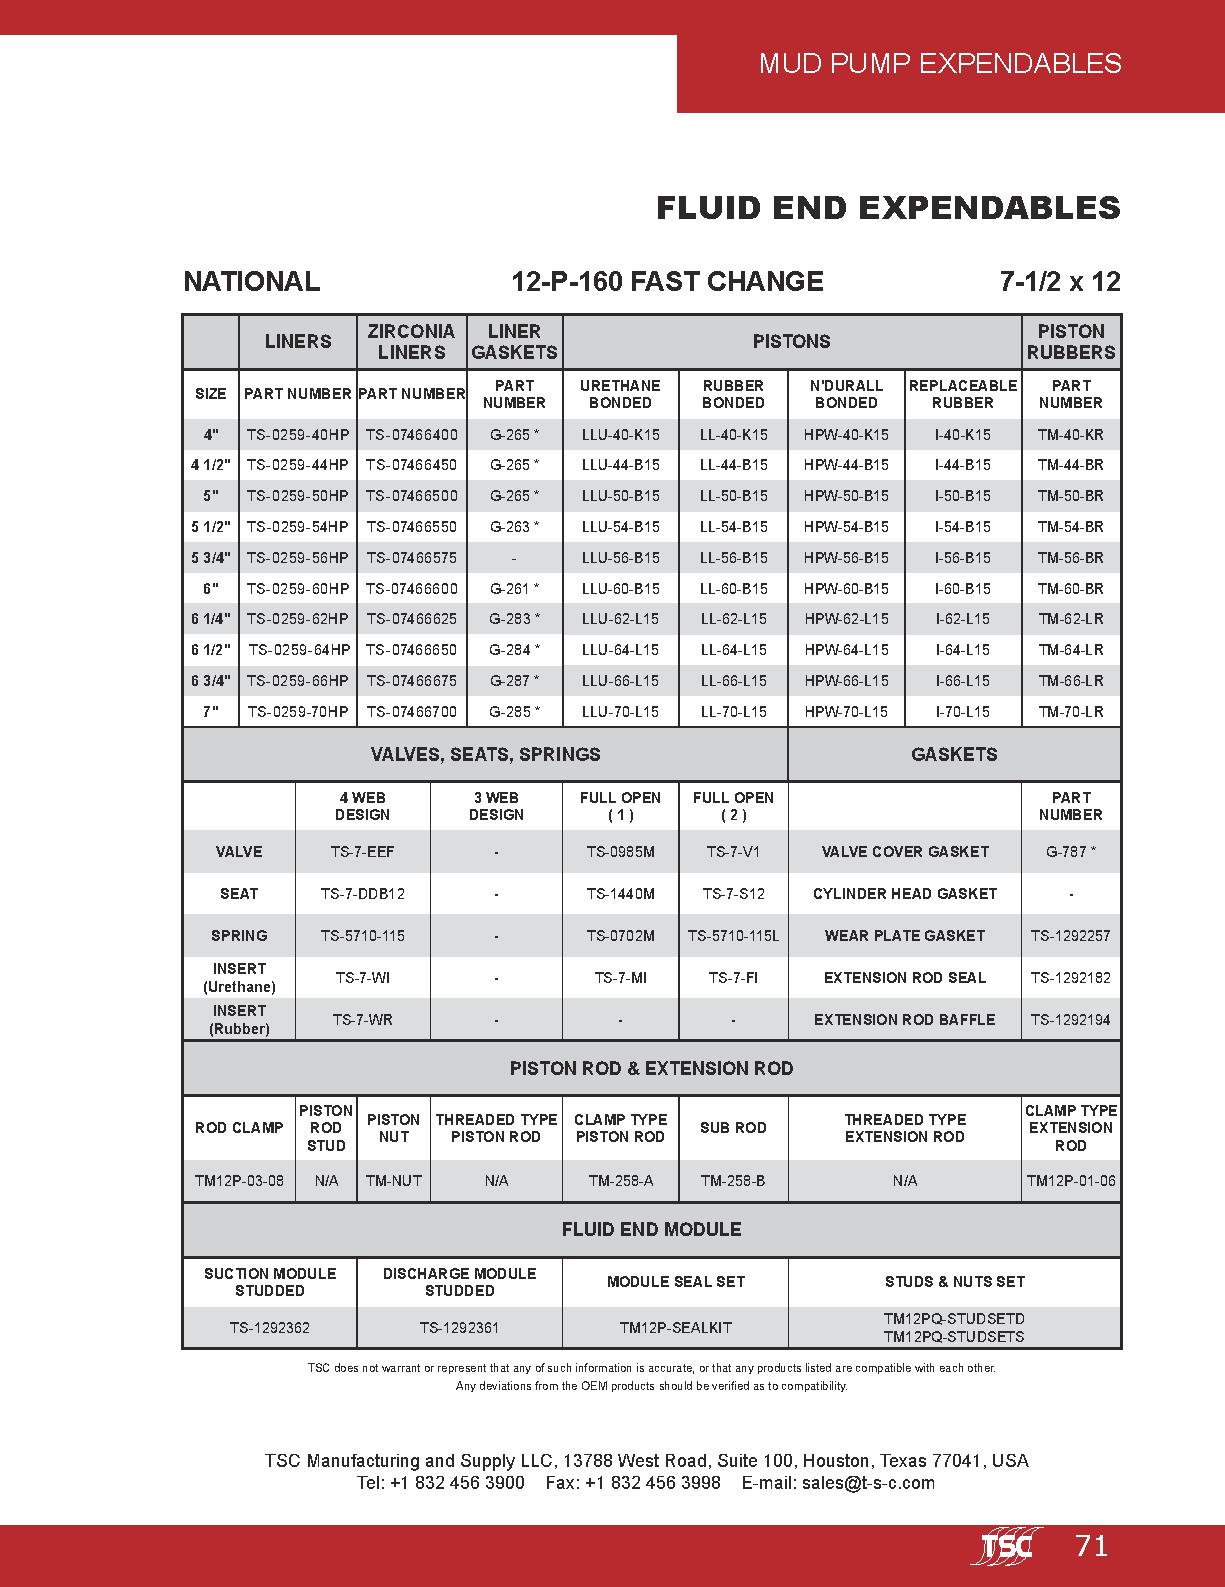 MUD PUMP EXPENDABLES
FLUID END EXPENDABLES
NATIONAL 12-P-160 FAST CHANGE 7-1/2 x 12
LINERS ZIRCONIA LINERS LINER GASKETS PISTONS PISTON RUBBERS
SIZE PART NUMBER PART NUMBER PART NUMBER URETHANE BONDED RUBBER BONDED N'DURALL BONDED REPLACEABLE RUBBER PART NUMBER
4" TS-0259-40HP TS-07466400 G-265 * LLU-40-K15 LL-40-K15 HPW-40-K15 I-40-K15 TM-40-KR
4 1/2" TS-0259-44HP TS-07466450 G-265 * LLU-44-B15 LL-44-B15 HPW-44-B15 I-44-B15 TM-44-BR
5" TS-0259-50HP TS-07466500 G-265 * LLU-50-B15 LL-50-B15 HPW-50-B15 I-50-B15 TM-50-BR
5 1/2" TS-0259-54HP TS-07466550 G-263 * LLU-54-B15 LL-54-B15 HPW-54-B15 I-54-B15 TM-54-BR
5 3/4" TS-0259-56HP TS-07466575 - LLU-56-B15 LL-56-B15 HPW-56-B15 I-56-B15 TM-56-BR
6" TS-0259-60HP TS-07466600 G-261 * LLU-60-B15 LL-60-B15 HPW-60-B15 I-60-B15 TM-60-BR
6 1/4" TS-0259-62HP TS-07466625 G-283 * LLU-62-L15 LL-62-L15 HPW-62-L15 I-62-L15 TM-62-LR
6 1/2" TS-0259-64HP TS-07466650 G-284 * LLU-64-L15 LL-64-L15 HPW-64-L15 I-64-L15 TM-64-LR
6 3/4" TS-0259-66HP TS-07466675 G-287 * LLU-66-L15 LL-66-L15 HPW-66-L15 I-66-L15 TM-66-LR
7" TS-0259-70HP TS-07466700 G-285 * LLU-70-L15 LL-70-L15 HPW-70-L15 I-70-L15 TM-70-LR
VALVES, SEATS, SPRINGS GASKETS
4 WEB DESIGN 3 WEB DESIGN FULL OPEN ( 1 ) FULL OPEN ( 2 ) PART NUMBER
VALVE TS-7-EEF - TS-0985M TS-7-V1 VALVE COVER GASKET G-787 *
SEAT TS-7-DDB12 - TS-1440M TS-7-S12 CYLINDER HEAD GASKET -
SPRING TS-5710-115 - TS-0702M TS-5710-115L WEAR PLATE GASKET TS-1292257
INSERT (Urethane) TS-7-WI - TS-7-MI TS-7-FI EXTENSION ROD SEAL TS-1292182
INSERT (Rubber) TS-7-WR - - - EXTENSION ROD BAFFLE TS-1292194
PISTON ROD & EXTENSION ROD
ROD CLAMP PISTON ROD STUD PISTON NUT THREADED TYPE PISTON ROD CLAMP TYPE PISTON ROD SUB ROD THREADED TYPE EXTENSION ROD CLAMP TYPE EXTENSION ROD
TM12P-03-08 N/A TM-NUT N/A TM-258-A TM-258-B N/A TM12P-01-06
FLUID END MODULE
SUCTION MODULE STUDDED DISCHARGE MODULE STUDDED MODULE SEAL SET STUDS & NUTS SET
TS-1292362 TS-1292361 TM12P-SEALKIT TM12PQ-STUDSETD
TM12PQ-STUDSETS
TSC does not warrant or represent that any of such information is accurate, or that any products listed are compatible with each other.
Any deviations from the OEM products should be verified as to compatibility.
TSC Manufacturing and Supply LLC, 13788 West Road, Suite 100, Houston, Texas 77041, USA
Tel: +1 832 456 3900 Fax: +1 832 456 3998 E-mail: sales@t-s-c.com
TSC 71